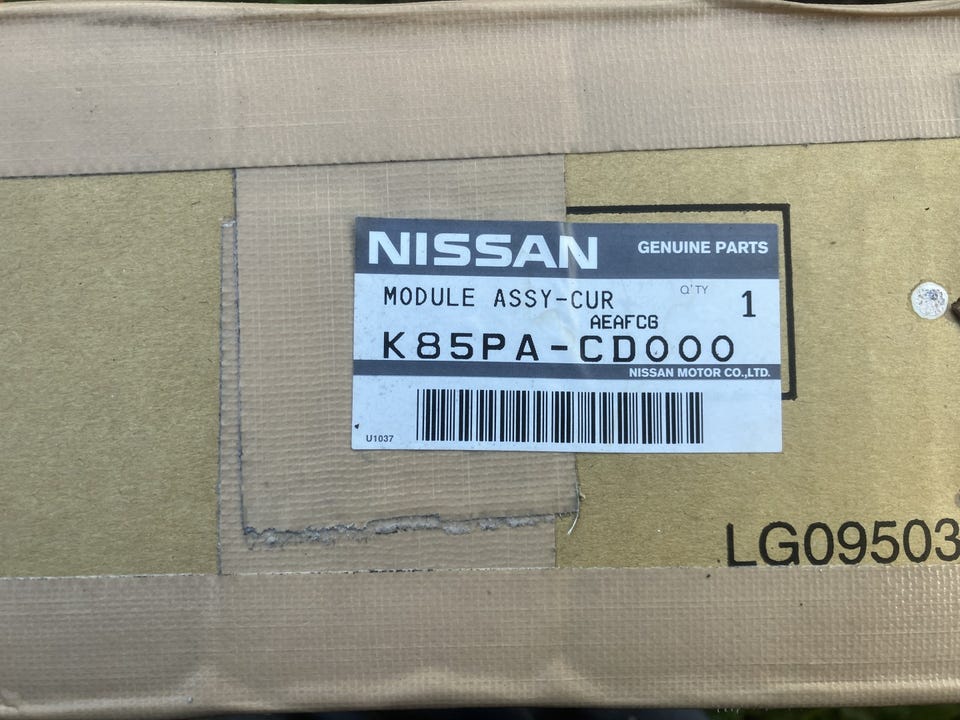 NISSAN GENUINE PARTS
MODULE ASSY-CUR Q'TY 1
AEAFCG
K85PA-CD000
NISSAN MOTOR CO.,LTD.
U1037
LG09503